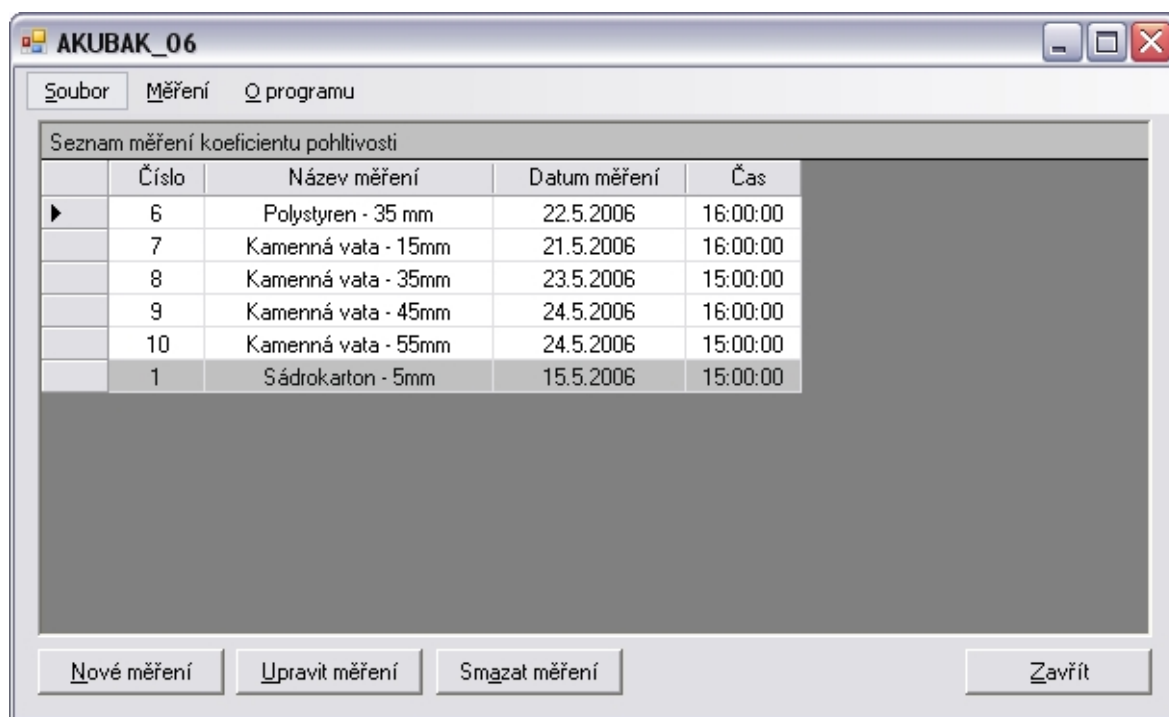 AKUBAK_06
Soubor Měření O programu
Seznam měření koeficientu pohltivosti
Číslo Název měření Datum měření Čas
6 Polystyren - 35 mm 22.5.2006 16:00:00
7 Kamenná vata - 15mm 21.5.2006 16:00:00
8 Kamenná vata - 35mm 23.5.2006 15:00:00
9 Kamenná vata - 45mm 24.5.2006 16:00:00
10 Kamenná vata - 55mm 24.5.2006 15:00:00
1 Sádrokarton - 5mm 15.5.2006 15:00:00
Nové měření Upravit měření Smazat měření Zavřít